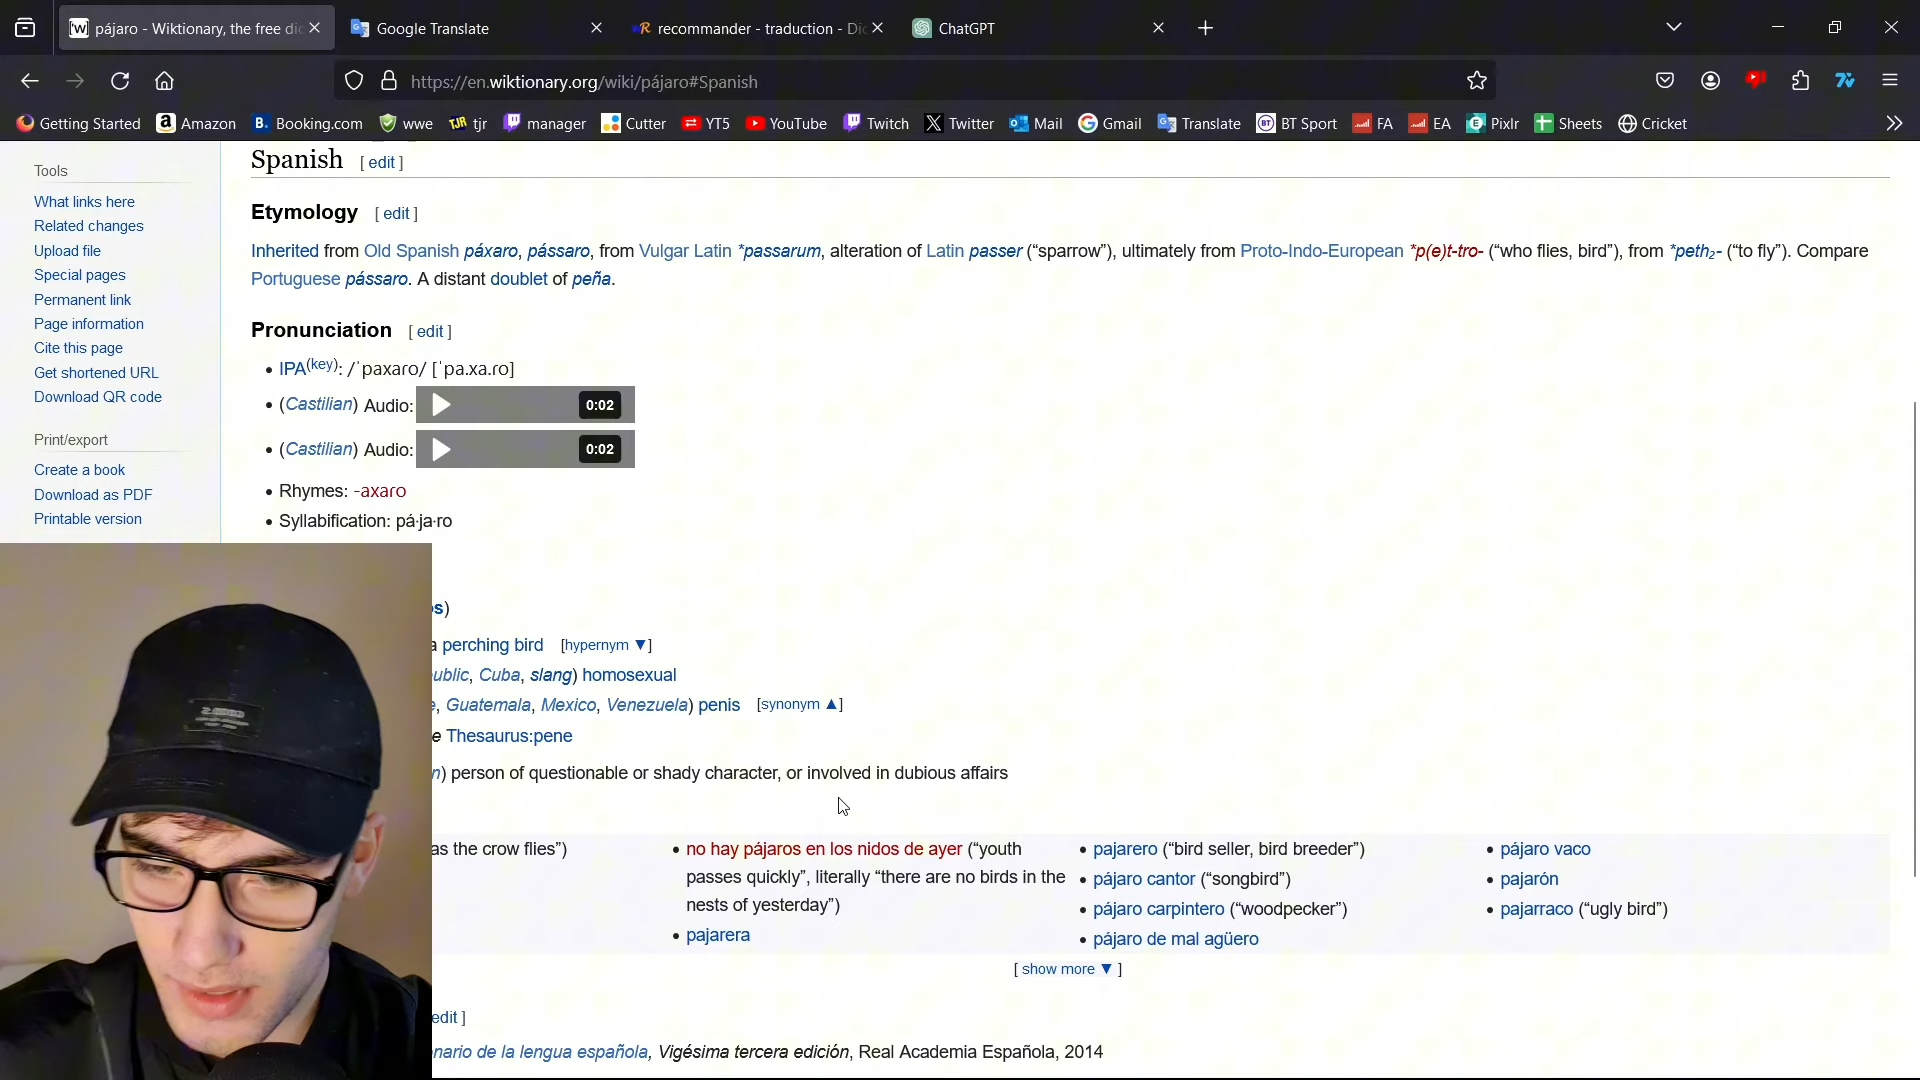 pájaro - Wiktionary, the free dic
Google Translate
recommander - traduction - Dic
ChatGPT
https://en.wiktionary.org/wiki/pájaro#Spanish
Getting Started
Amazon
Booking.com
wwe
tjr
manager
Cutter
YT5
YouTube
Twitch
Twitter
Mail
Gmail
Translate
BT Sport
FA
EA
Pixlr
Sheets
Cricket
Tools
What links here
Related changes
Upload file
Special pages
Permanent link
Page information
Cite this page
Get shortened URL
Download QR code
Print/export
Create a book
Download as PDF
Printable version
Spanish [ edit ]
Etymology [ edit ]
Inherited from Old Spanish páxaro, pássaro, from Vulgar Latin *passarum, alteration of Latin passer (“sparrow”), ultimately from Proto-Indo-European *p(e)t-tro- (“who flies, bird”), from *peth₂- (“to fly”). Compare
Portuguese pássaro. A distant doublet of peña.
Pronunciation [ edit ]
• IPA(key): /ˈpaxaɾo/ [ˈpa.xa.ɾo]
• (Castilian) Audio: 0:02
• (Castilian) Audio: 0:02
• Rhymes: -axaɾo
• Syllabification: pá·ja·ro
s)
a perching bird [hypernym ▼]
ublic, Cuba, slang) homosexual
e, Guatemala, Mexico, Venezuela) penis [synonym ▲]
e Thesaurus:pene
n) person of questionable or shady character, or involved in dubious affairs
as the crow flies”)
• no hay pájaros en los nidos de ayer (“youth
passes quickly”, literally “there are no birds in the
nests of yesterday”)
• pajarera
• pajarero (“bird seller, bird breeder”)
• pájaro cantor (“songbird”)
• pájaro carpintero (“woodpecker”)
• pájaro de mal agüero
• pájaro vaco
• pajarón
• pajarraco (“ugly bird”)
[ show more ▼ ]
edit ]
nario de la lengua española, Vigésima tercera edición, Real Academia Española, 2014